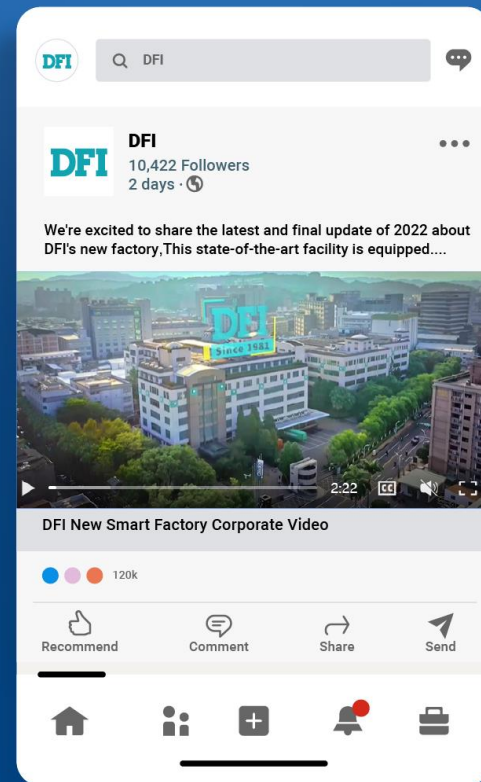 DFI
DFI
DFI
DFI
10,422 Followers
2 days ·
We're excited to share the latest and final update of 2022 about
DFI's new factory,This state-of-the-art facility is equipped....
DFI
Since 1981
2:22
CC
DFI New Smart Factory Corporate Video
120k
Recommend
Comment
Share
Send